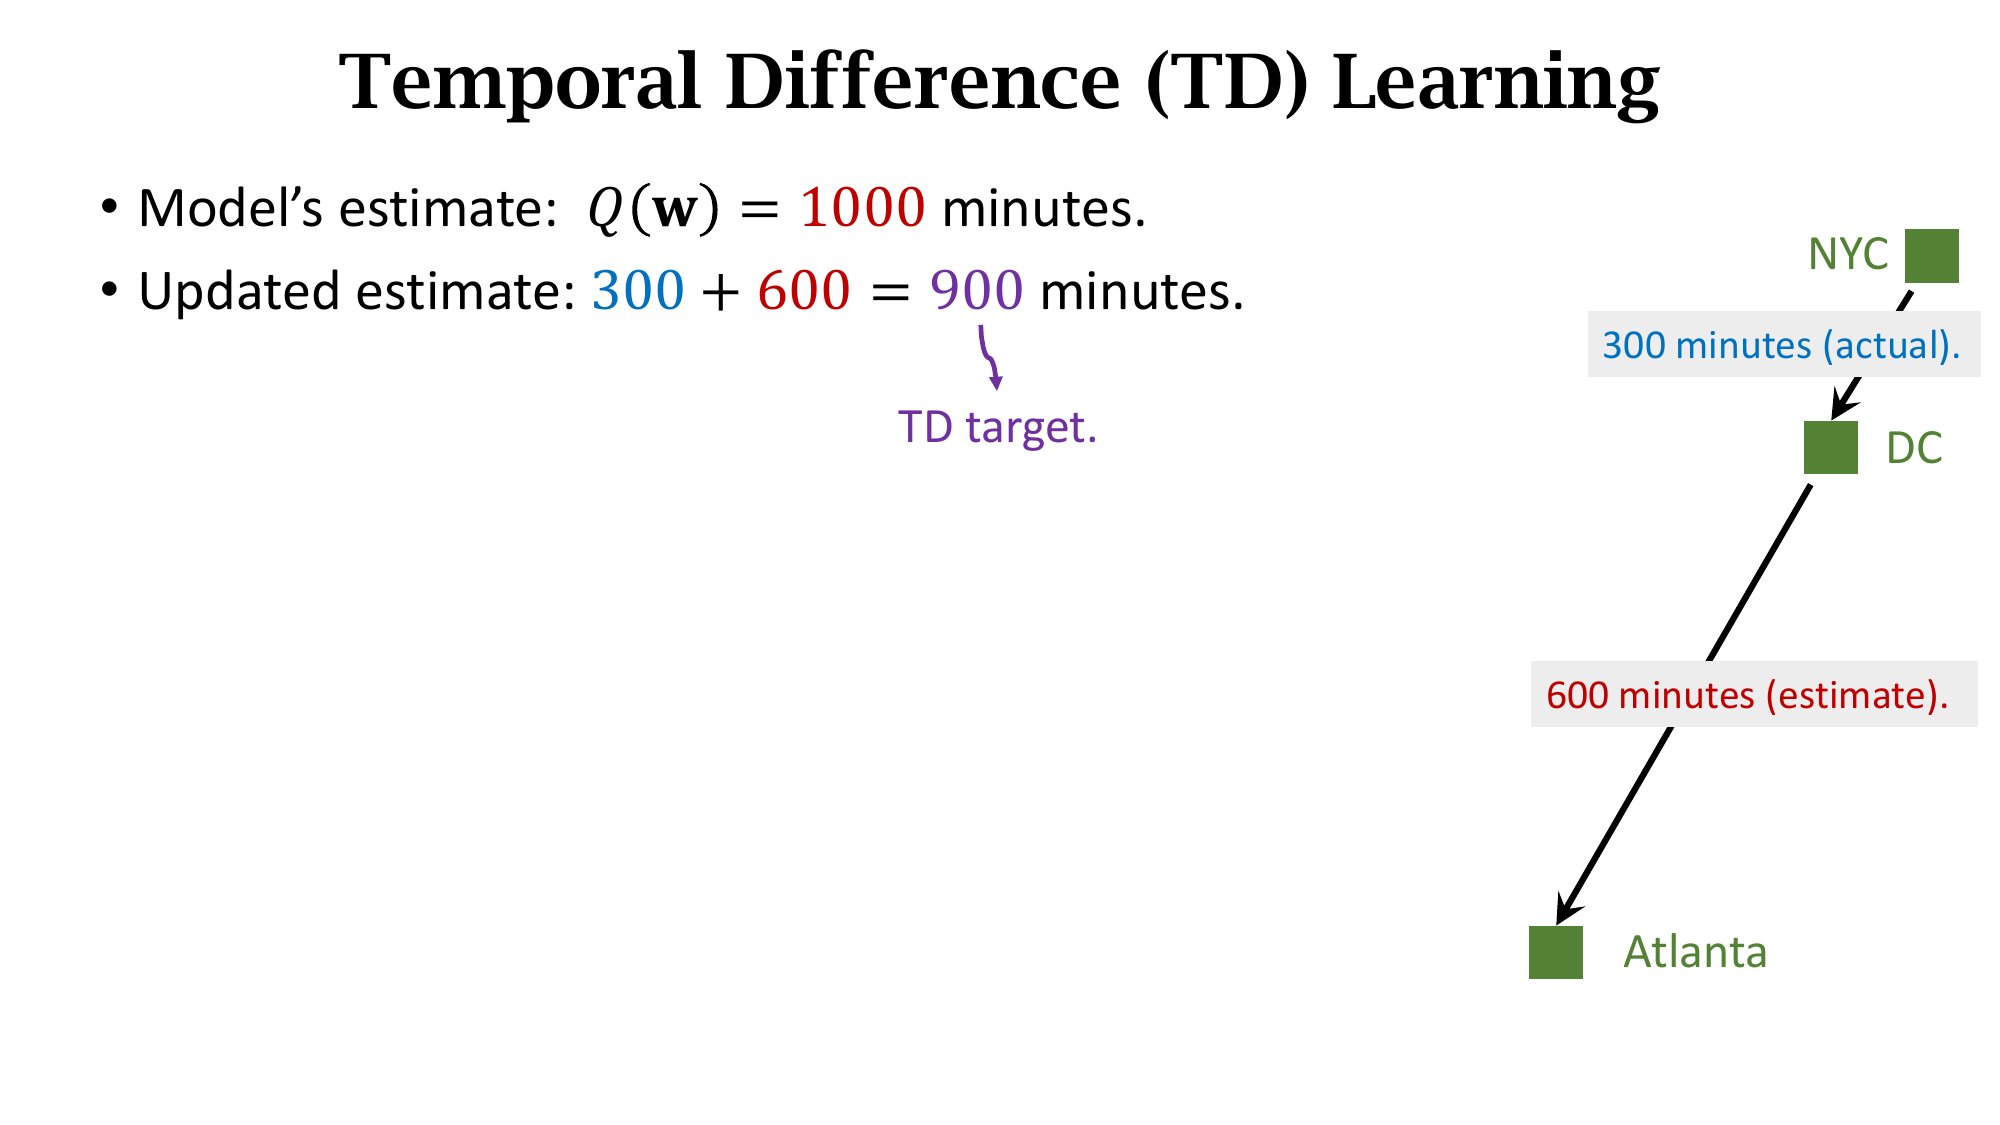 Temporal Difference (TD) Learning
• Model’s estimate: Q(w) = 1000 minutes.
• Updated estimate: 300 + 600 = 900 minutes.
TD target.
NYC
300 minutes (actual).
DC
600 minutes (estimate).
Atlanta